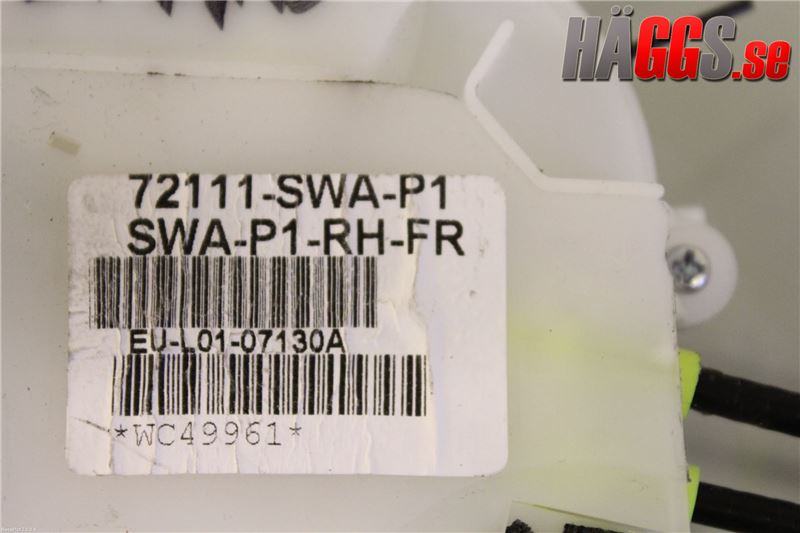 HÄGGS.se
72111-SWA-P1
SWA-P1-RH-FR
EU-L01-07130A
*WC49961*